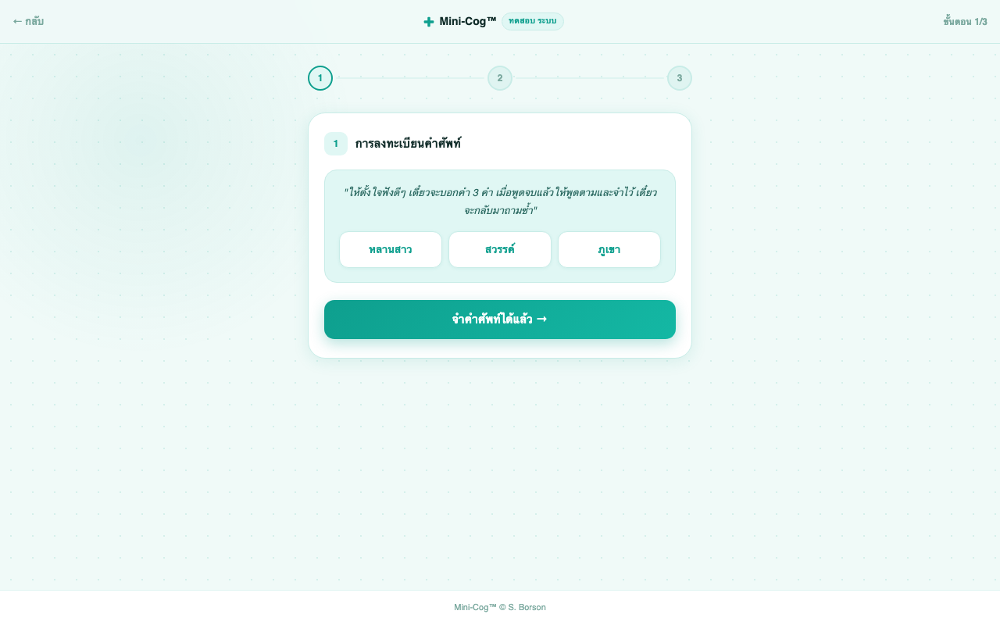 ← กลับ
Mini-Cog™ ทดสอบ ระบบ
ขั้นตอน 1/3
1
2
3
1 การลงทะเบียนคำศัพท์
"ให้ตั้งใจฟังดีๆ เดี๋ยวจะบอกคำ 3 คำ เมื่อพูดจบแล้วให้พูดตามและจำไว้ เดี๋ยว
จะกลับมาถามซ้ำ"
หลานสาว
สวรรค์
ภูเขา
จำคำศัพท์ได้แล้ว →
Mini-Cog™ © S. Borson